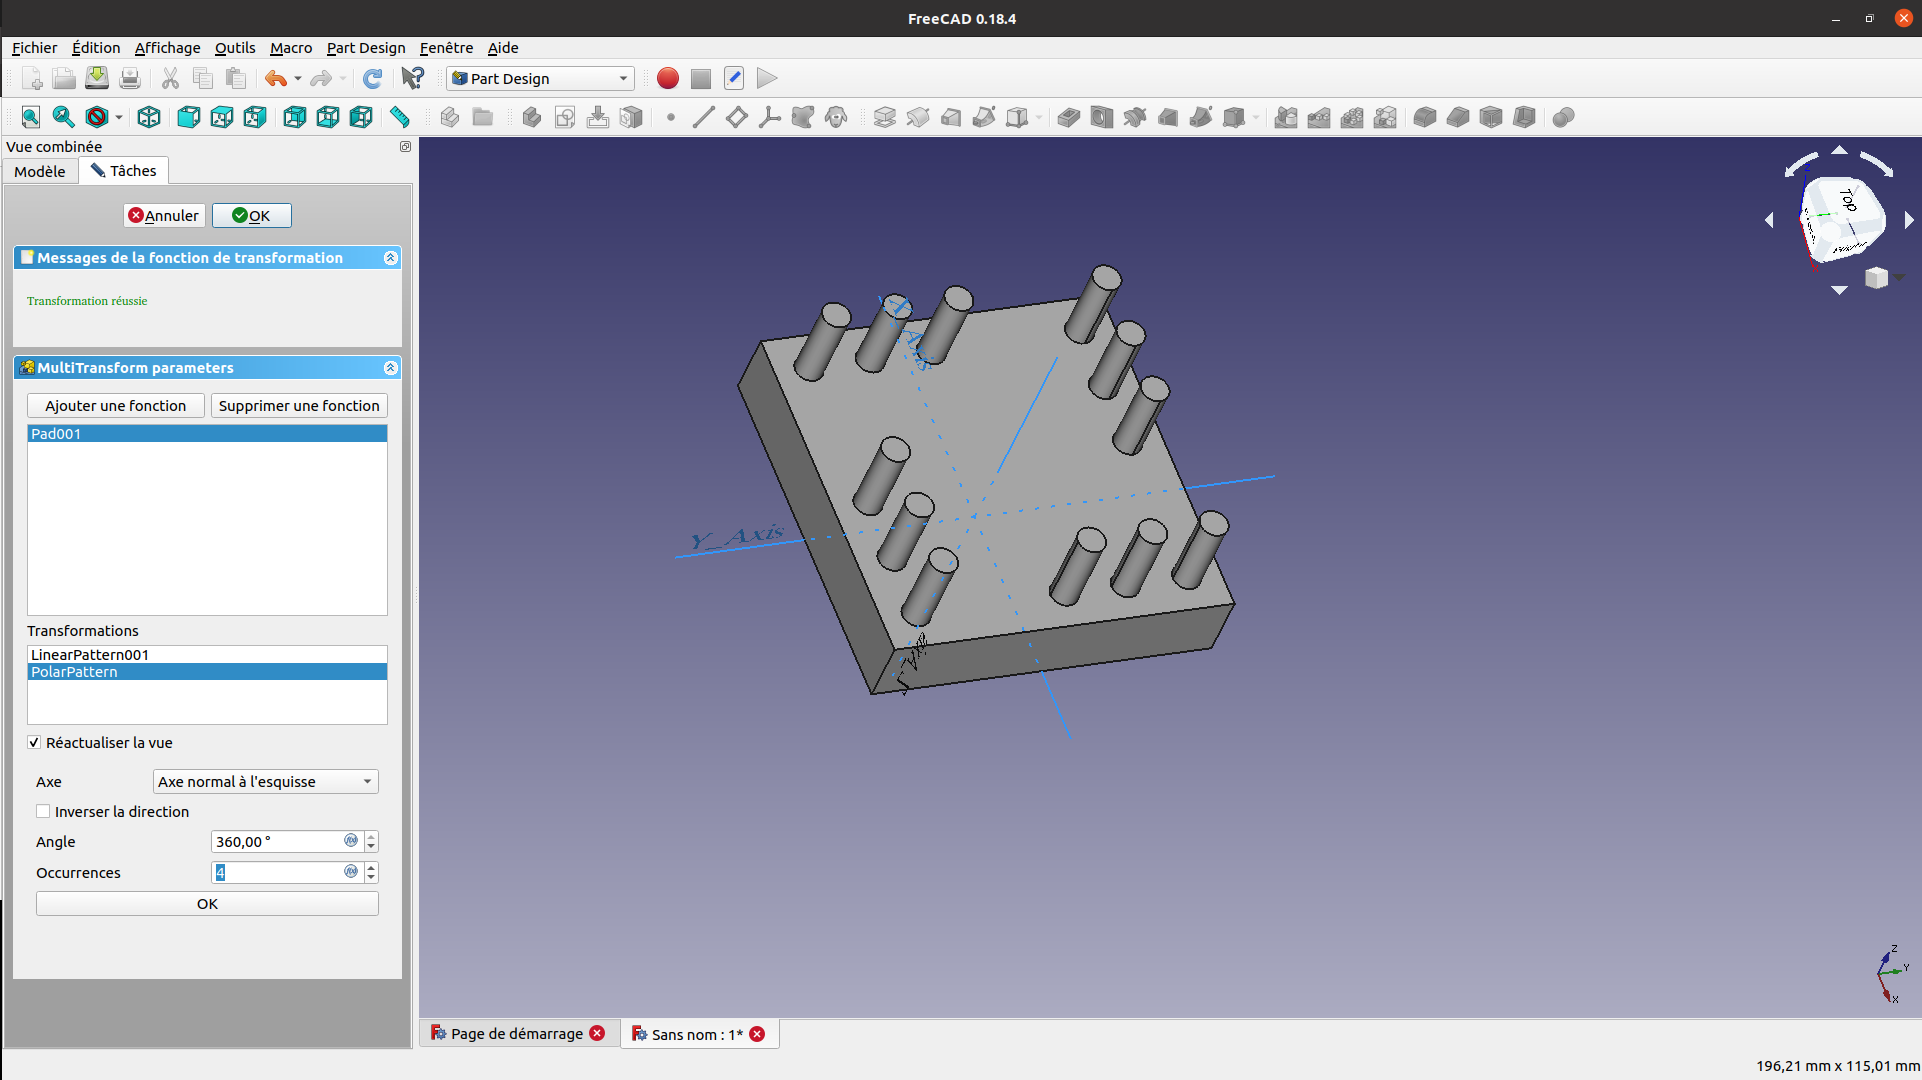 FreeCAD 0.18.4
Fichier Édition Affichage Outils Macro Part Design Fenêtre Aide
Part Design
Vue combinée
Modèle Tâches
Annuler OK
Messages de la fonction de transformation
Transformation réussie
MultiTransform parameters
Ajouter une fonction Supprimer une fonction
Pad001
Transformations
LinearPattern001
PolarPattern
Réactualiser la vue
Axe Axe normal à l'esquisse
Inverser la direction
Angle 360,00 °
Occurrences 4
OK
Y_Axis
Top
Z
Y
X
Page de démarrage Sans nom : 1*
196,21 mm x 115,01 mm